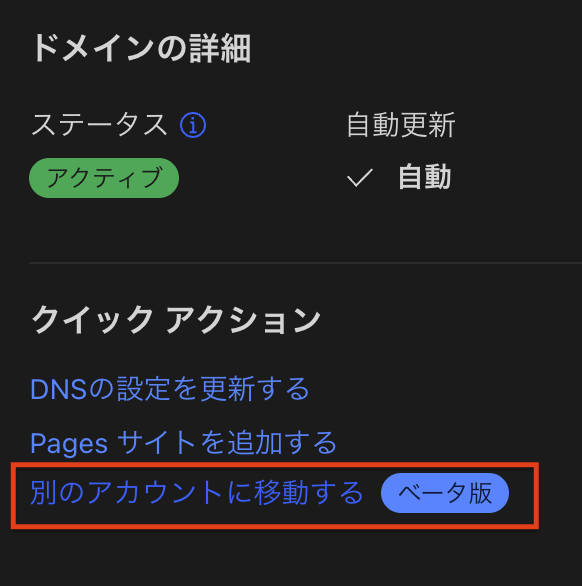 ドメインの詳細
ステータス 自動更新
アクティブ 自動
クイック アクション
DNSの設定を更新する
Pages サイトを追加する
別のアカウントに移動する ベータ版